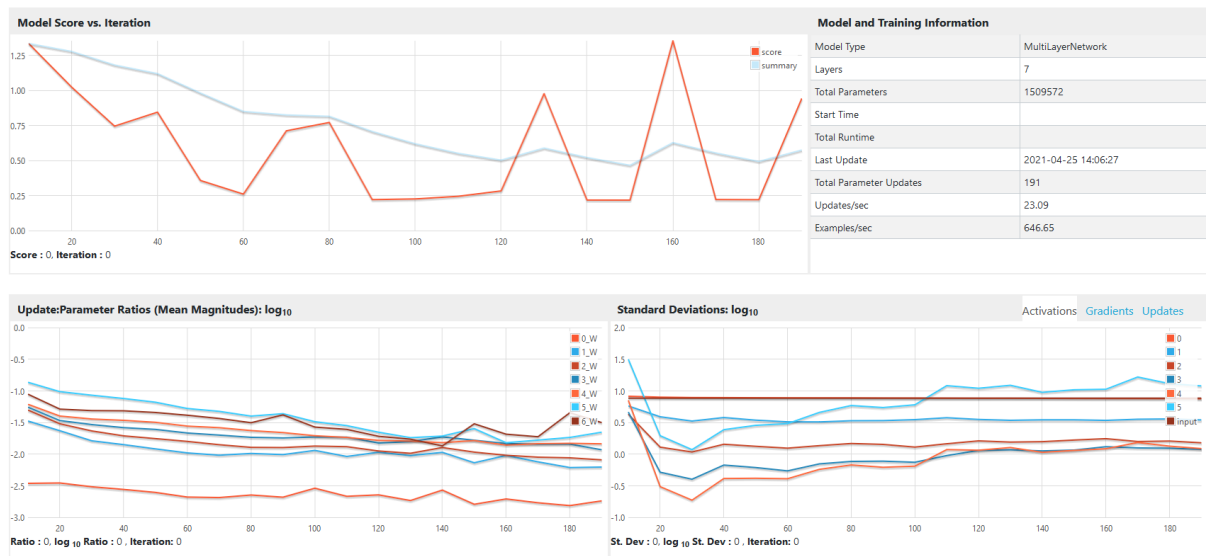 Model Score vs. Iteration
1.25
1.00
0.75
0.50
0.25
0.00
20 40 60 80 100 120 140 160 180
score
summary
Score : 0, Iteration : 0
Model and Training Information
Model Type MultiLayerNetwork
Layers 7
Total Parameters 1509572
Start Time
Total Runtime
Last Update 2021-04-25 14:06:27
Total Parameter Updates 191
Updates/sec 23.09
Examples/sec 646.65
Update:Parameter Ratios (Mean Magnitudes): log10
0.0
-0.5
-1.0
-1.5
-2.0
-2.5
-3.0
20 40 60 80 100 120 140 160 180
0_W
1_W
2_W
3_W
4_W
5_W
6_W
Ratio : 0, log 10 Ratio : 0 , Iteration: 0
Standard Deviations: log10
Activations Gradients Updates
2.0
1.5
1.0
0.5
0.0
-0.5
-1.0
20 40 60 80 100 120 140 160 180
0
1
2
3
4
5
input
St. Dev : 0, log 10 St. Dev : 0 , Iteration: 0